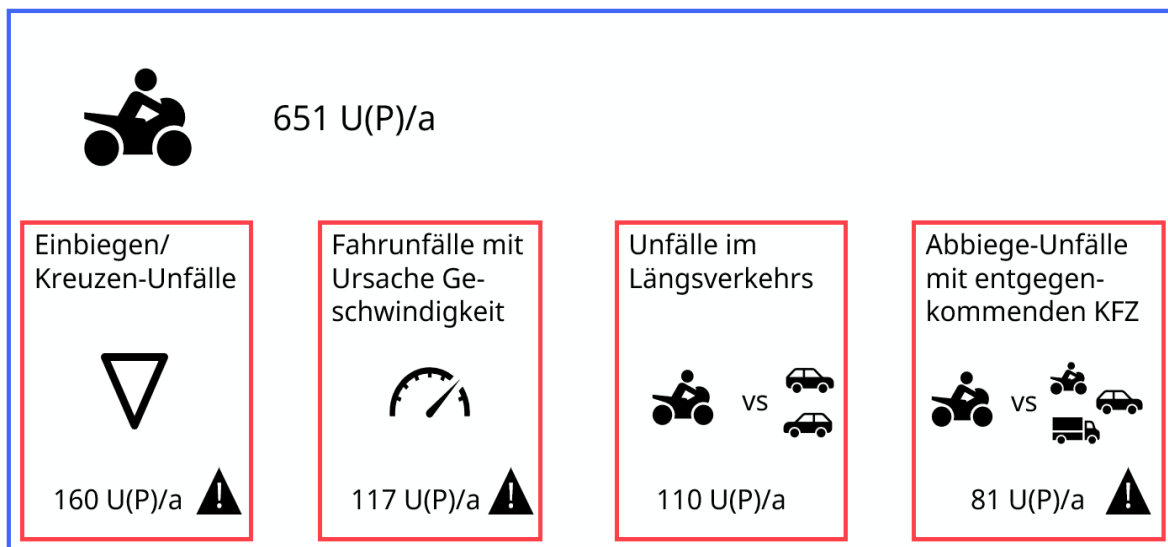 651 U(P)/a
Einbiegen/
Kreuzen-Unfälle
160 U(P)/a
!
Fahrunfälle mit
Ursache Ge-
schwindigkeit
117 U(P)/a
!
Unfälle im
Längsverkehrs
vs
110 U(P)/a
Abbiege-Unfälle
mit entgegen-
kommenden KFZ
vs
81 U(P)/a
!